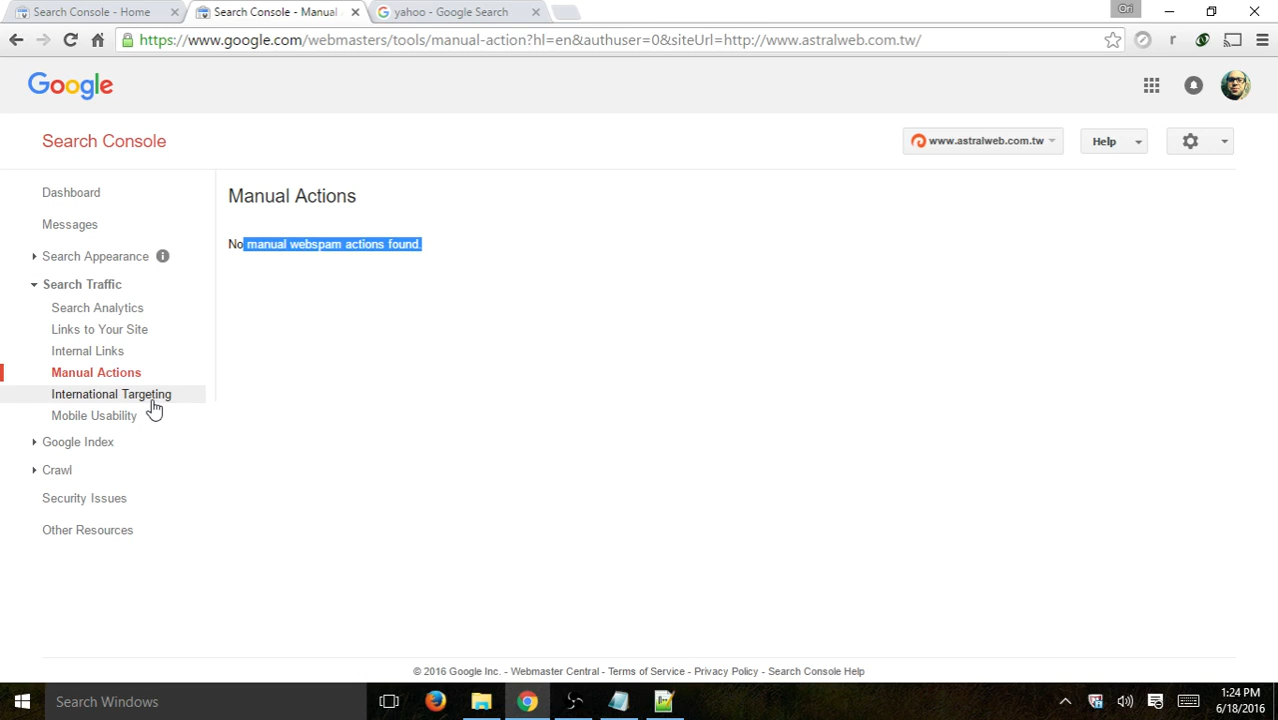 Search Console - Home
Search Console - Manual
yahoo - Google Search
Ori
https://www.google.com/webmasters/tools/manual-action?hl=en&authuser=0&siteUrl=http://www.astralweb.com.tw/
Google
Search Console
www.astralweb.com.tw
Help
Dashboard
Messages
Search Appearance
Search Traffic
Search Analytics
Links to Your Site
Internal Links
Manual Actions
International Targeting
Mobile Usability
Google Index
Crawl
Security Issues
Other Resources
Manual Actions
No manual webspam actions found.
© 2016 Google Inc. - Webmaster Central - Terms of Service - Privacy Policy - Search Console Help
Search Windows
1:24 PM
6/18/2016